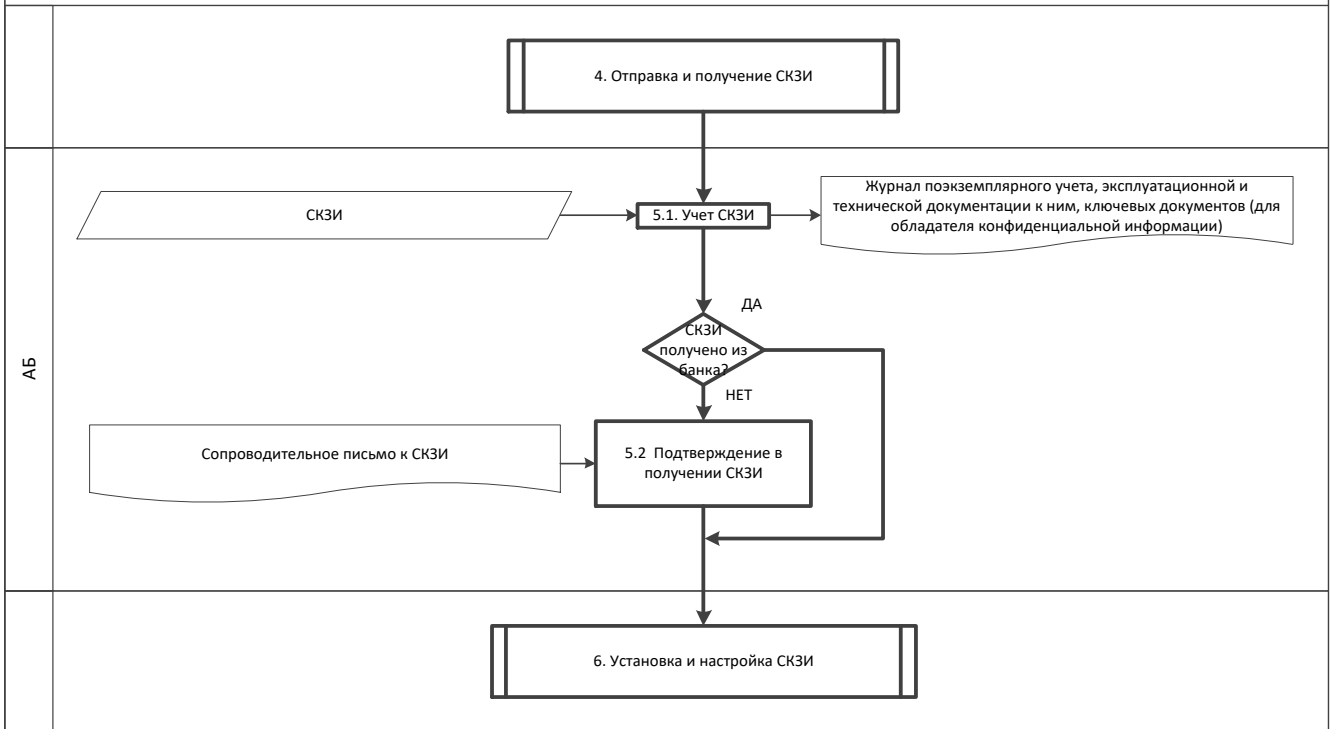 4. Отправка и получение СКЗИ
АБ
СКЗИ
5.1. Учет СКЗИ
Журнал поэкземплярного учета, эксплуатационной и
технической документации к ним, ключевых документов (для
обладателя конфиденциальной информации)
ДА
СКЗИ
получено из
банка?
НЕТ
Сопроводительное письмо к СКЗИ
5.2 Подтверждение в
получении СКЗИ
6. Установка и настройка СКЗИ